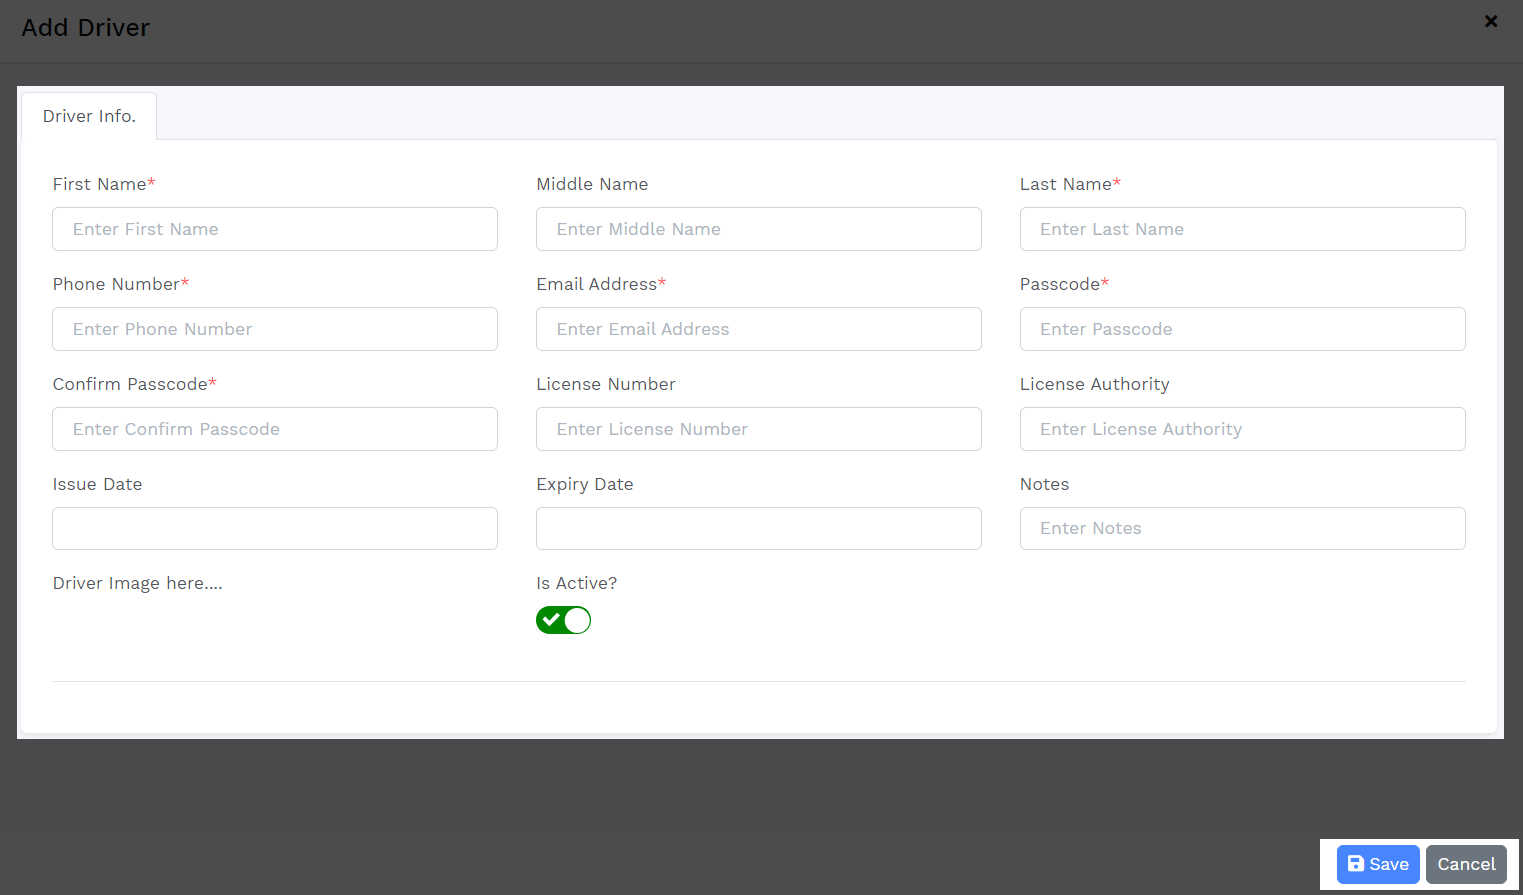 Add Driver
Driver Info.
First Name* Middle Name Last Name*
Enter First Name Enter Middle Name Enter Last Name
Phone Number* Email Address* Passcode*
Enter Phone Number Enter Email Address Enter Passcode
Confirm Passcode* License Number License Authority
Enter Confirm Passcode Enter License Number Enter License Authority
Issue Date Expiry Date Notes
Enter Notes
Driver Image here.... Is Active?
Save Cancel